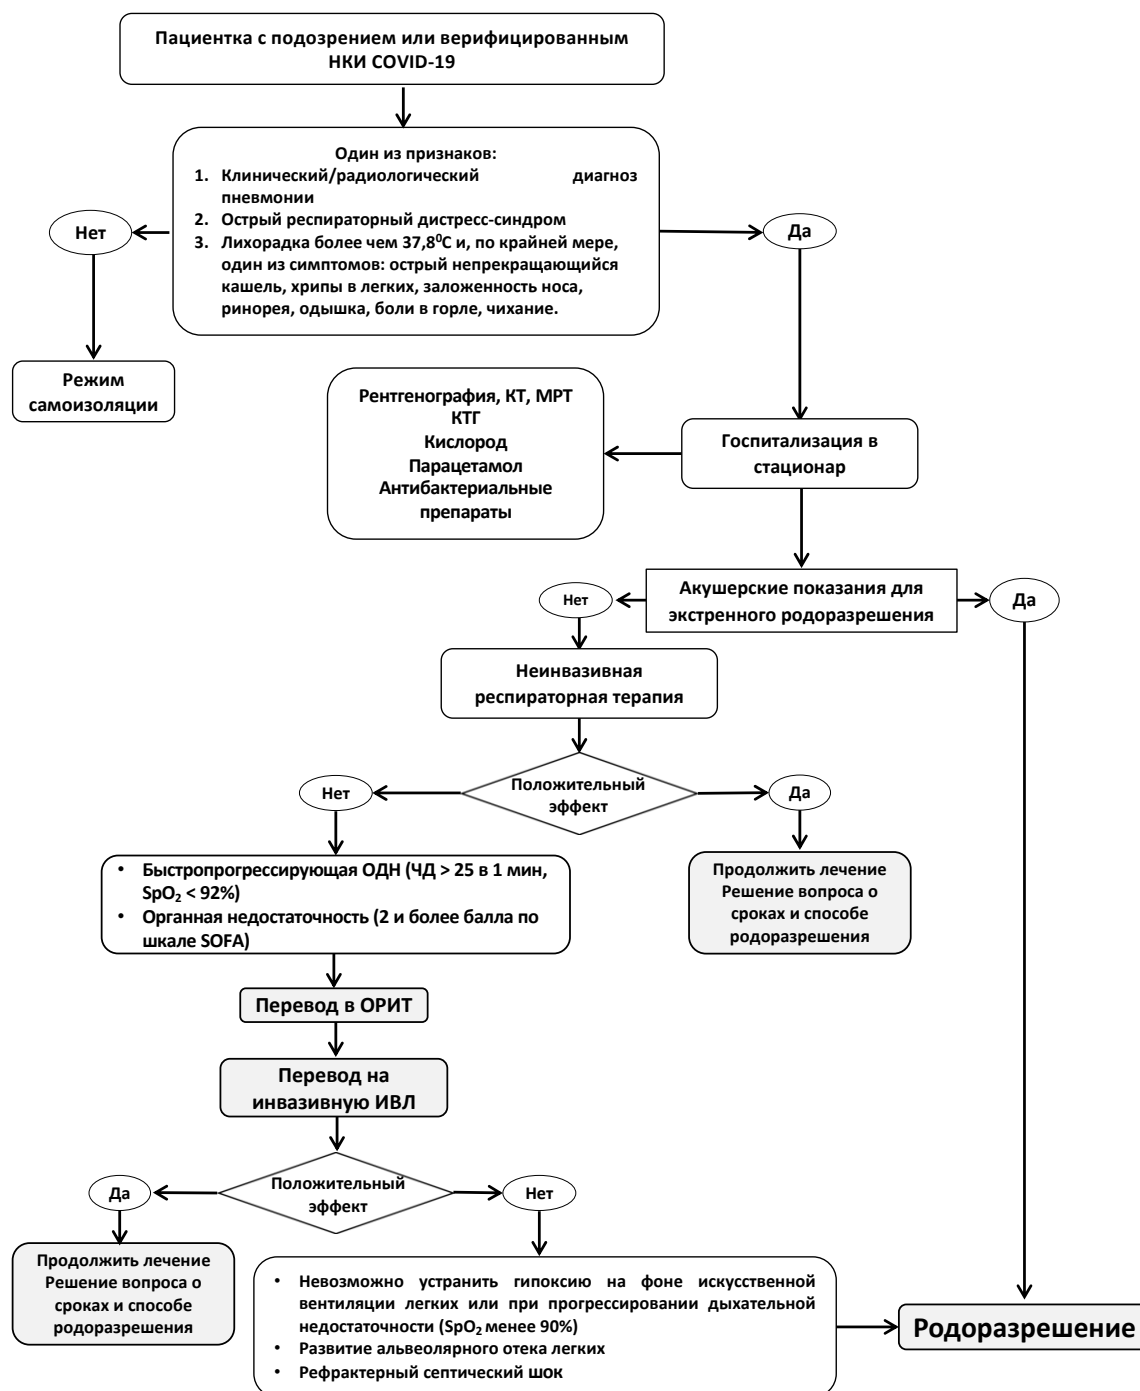 Пациентка с подозрением или верифицированным
НКИ COVID-19
Один из признаков:
1. Клинический/радиологический диагноз
пневмонии
2. Острый респираторный дистресс-синдром
3. Лихорадка более чем 37,8⁰С и, по крайней мере,
один из симптомов: острый непрекращающийся
кашель, хрипы в легких, заложенность носа,
ринорея, одышка, боли в горле, чихание.
Нет
Да
Режим
самоизоляции
Рентгенография, КТ, МРТ
КТГ
Кислород
Парацетамол
Антибактериальные
препараты
Госпитализация в
стационар
Акушерские показания для
экстренного родоразрешения
Нет
Да
Неинвазивная
респираторная терапия
Положительный
эффект
Нет
Да
• Быстропрогрессирующая ОДН (ЧД > 25 в 1 мин,
SpO₂ < 92%)
• Органная недостаточность (2 и более балла по
шкале SOFA)
Продолжить лечение
Решение вопроса о
сроках и способе
родоразрешения
Перевод в ОРИТ
Перевод на
инвазивную ИВЛ
Положительный
эффект
Да
Нет
Продолжить лечение
Решение вопроса о
сроках и способе
родоразрешения
• Невозможно устранить гипоксию на фоне искусственной
вентиляции легких или при прогрессировании дыхательной
недостаточности (SpO₂ менее 90%)
• Развитие альвеолярного отека легких
• Рефрактерный септический шок
Родоразрешение